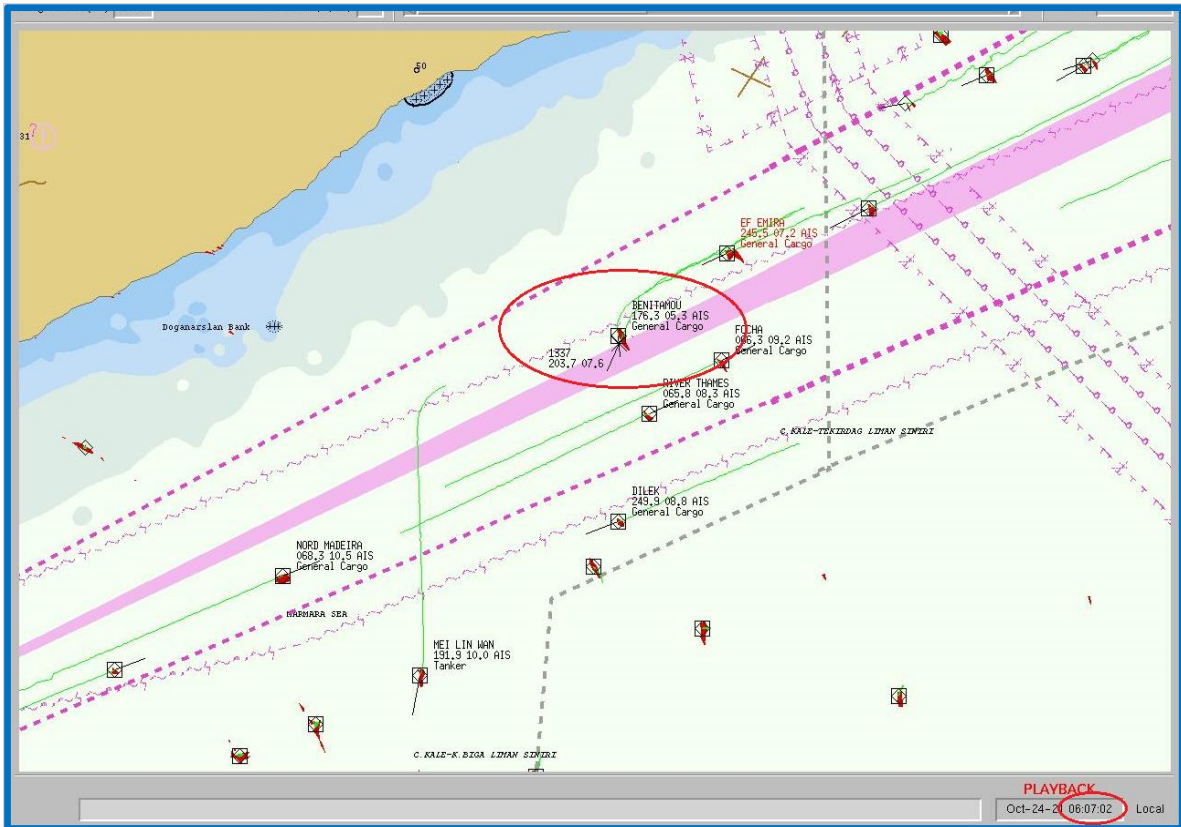 50
31
EF EMIRA
245.5 07.2 AIS
General Cargo
BENITAMOU
176.3 05.3 AIS
General Cargo
Doganarslan Bank
1337
203.7 07.6
FOCHA
066.3 09.2 AIS
General Cargo
RIVER THAMES
065.8 08.3 AIS
General Cargo
C.KALE-TEKIRDAG LIMAN SINIRI
DILEK
249.9 08.8 AIS
General Cargo
NORD MADEIRA
068.3 10.5 AIS
General Cargo
MARMARA SEA
MEI LIN WAN
191.9 10.0 AIS
Tanker
C.KALE-K.BIGA LIMAN SINIRI
PLAYBACK
Oct-24-21 06:07:02 Local